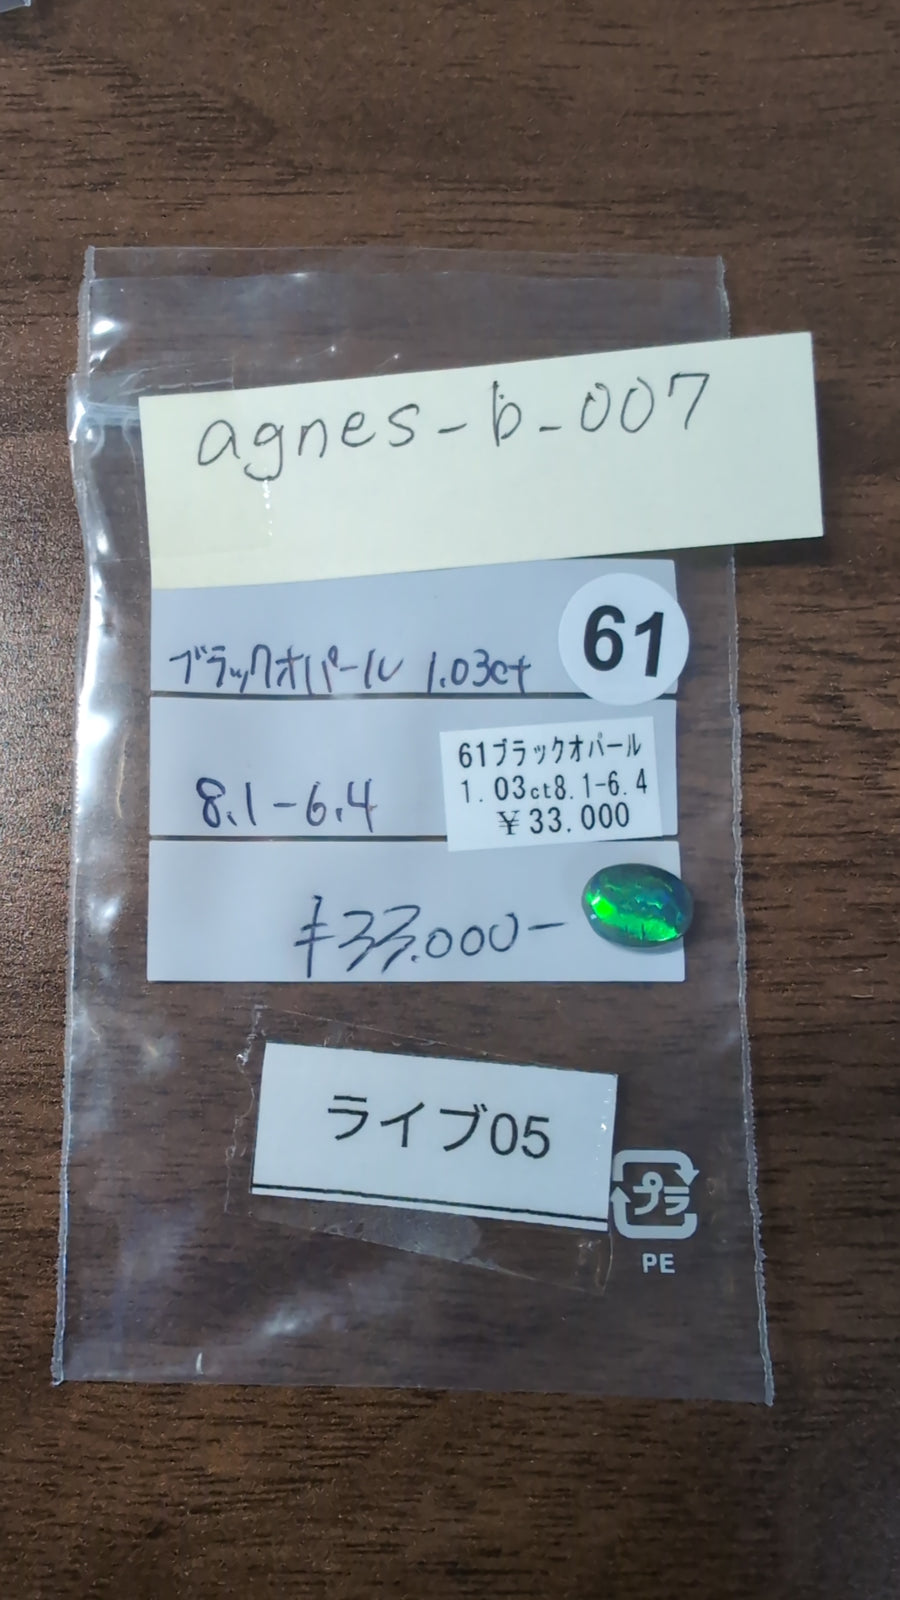 agnes-b-007
61
ブラックオパール 1.03ct
8.1-6.4
61ブラックオパール
1.03ct8.1-6.4
¥33.000
¥33.000-
ライブ05
プラ
PE